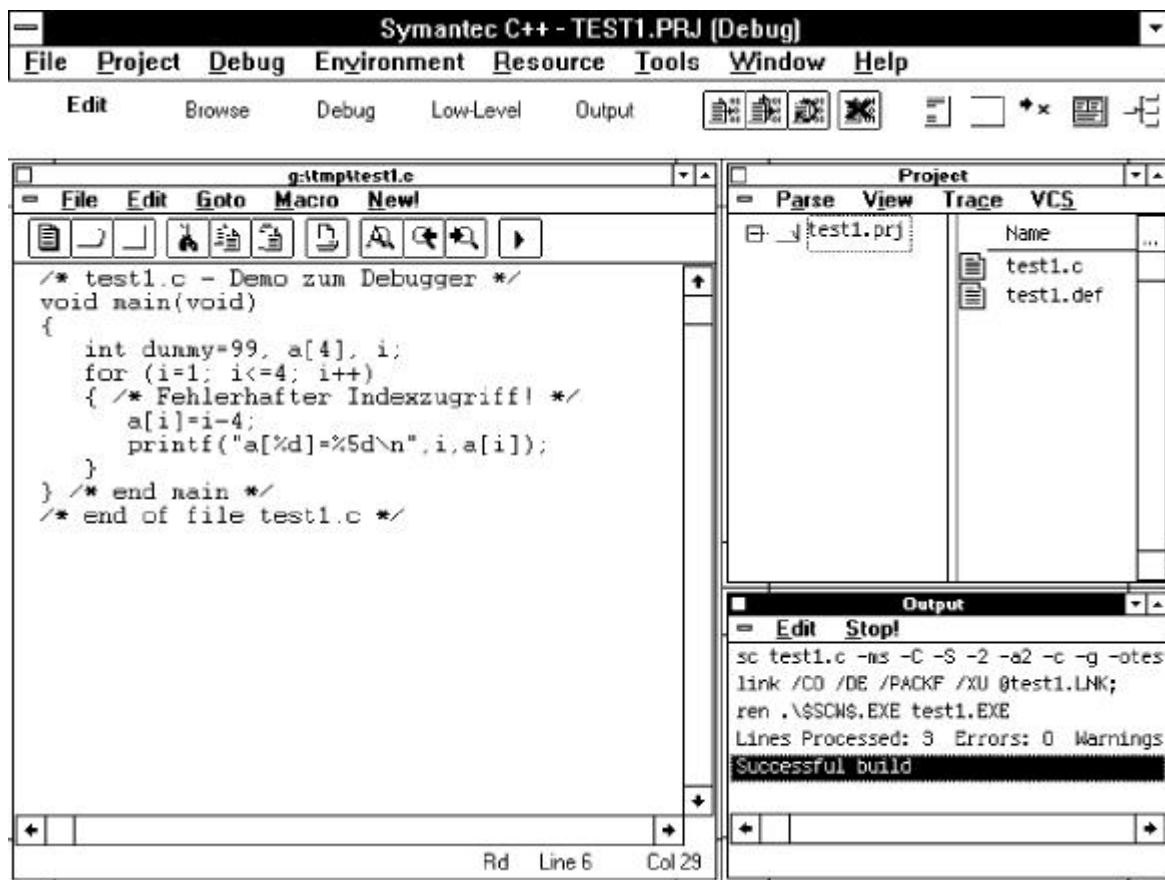 Symantec C++ - TEST1.PRJ (Debug)
File Project Debug Environment Resource Tools Window Help
Edit Browse Debug Low-Level Output
g:\tmp\test1.c
File Edit Goto Macro New!
/* test1.c - Demo zum Debugger */
void main(void)
{
int dummy=99, a[4], i;
for (i=1; i<=4; i++)
{ /* Fehlerhafter Indexzugriff! */
a[i]=i-4;
printf("a[%d]=%5d\n",i,a[i]);
}
} /* end main */
/* end of file test1.c */
Rd Line 6 Col 29
Project
Parse View Trace VCS
test1.prj
Name ...
test1.c
test1.def
Output
Edit Stop!
sc test1.c -ms -C -S -2 -a2 -c -g -otes
link /CO /DE /PACKF /XU @test1.LNK;
ren .\$SCW$.EXE test1.EXE
Lines Processed: 3 Errors: 0 Warnings
Successful build